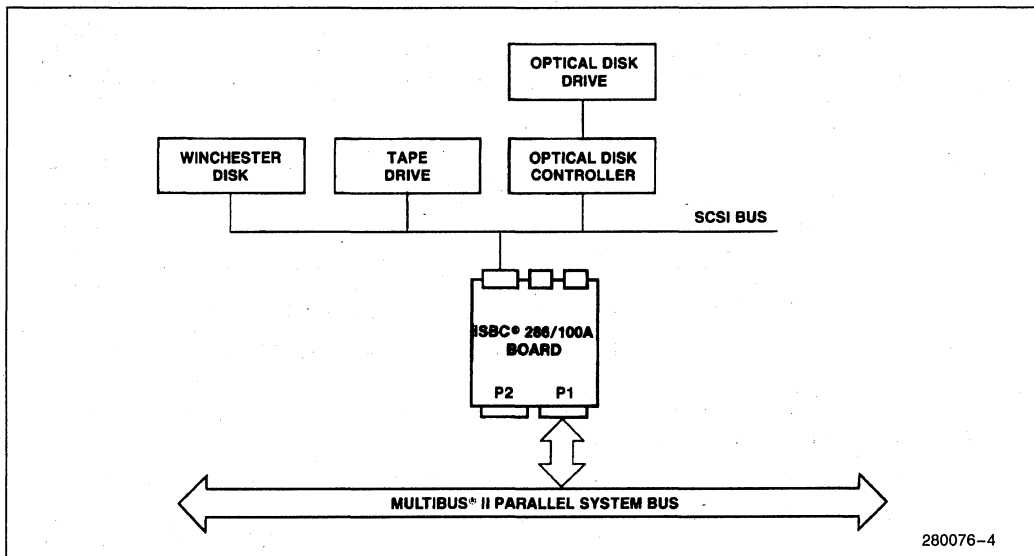 OPTICAL DISK
DRIVE
WINCHESTER
DISK
TAPE
DRIVE
OPTICAL DISK
CONTROLLER
SCSI BUS
iSBC® 286/100A
BOARD
P2 P1
MULTIBUS® II PARALLEL SYSTEM BUS
280076-4